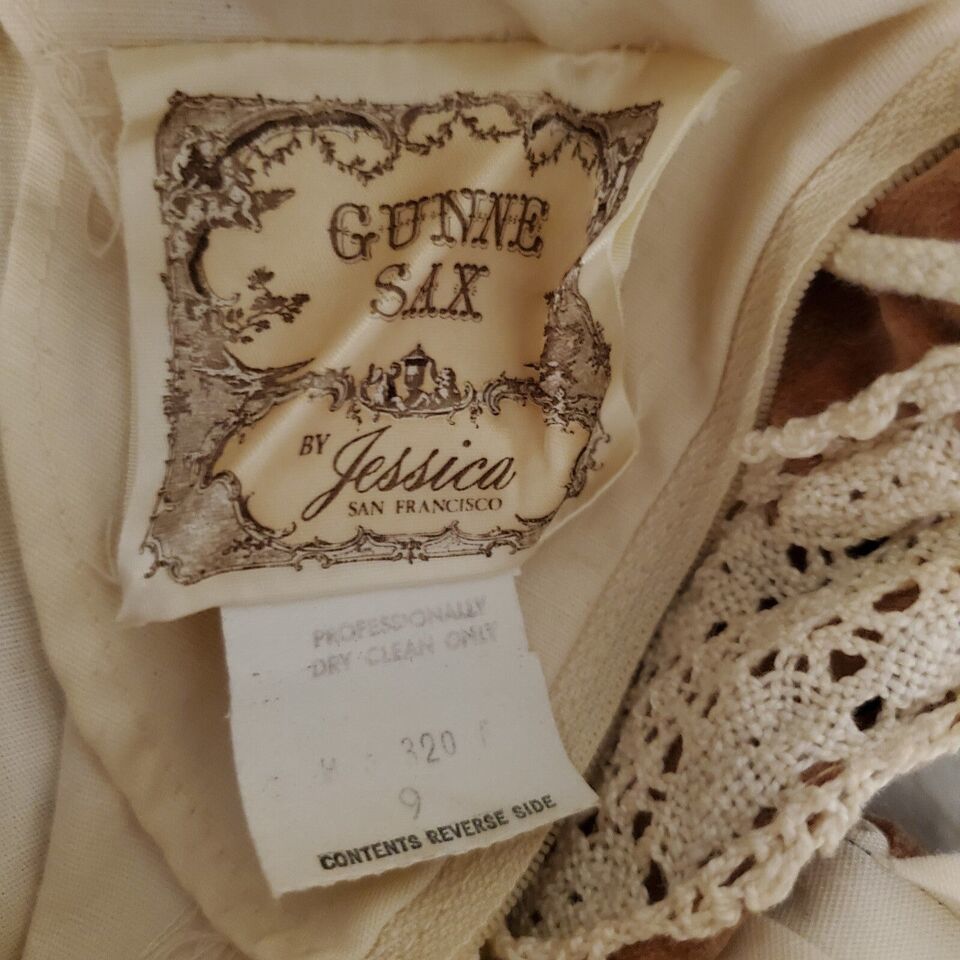 GUNNE
SAX
BY Jessica
SAN FRANCISCO
PROFESSIONALLY
DRY CLEAN ONLY
320
9
CONTENTS REVERSE SIDE